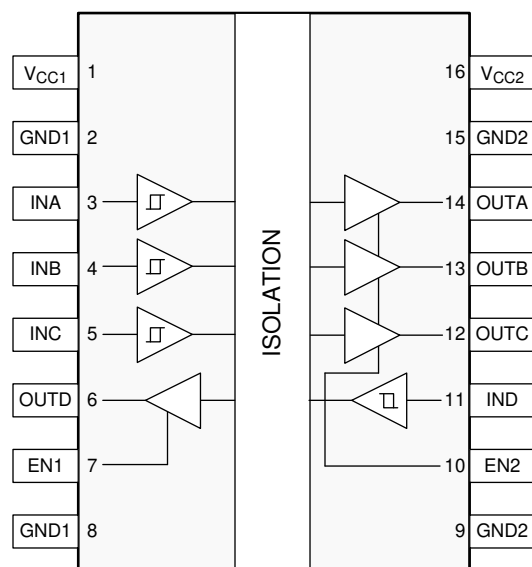 VCC1 1 16 VCC2
GND1 2 15 GND2
INA 3 14 OUTA
INB 4 13 OUTB
INC 5 12 OUTC
OUTD 6 11 IND
EN1 7 10 EN2
GND1 8 9 GND2
ISOLATION